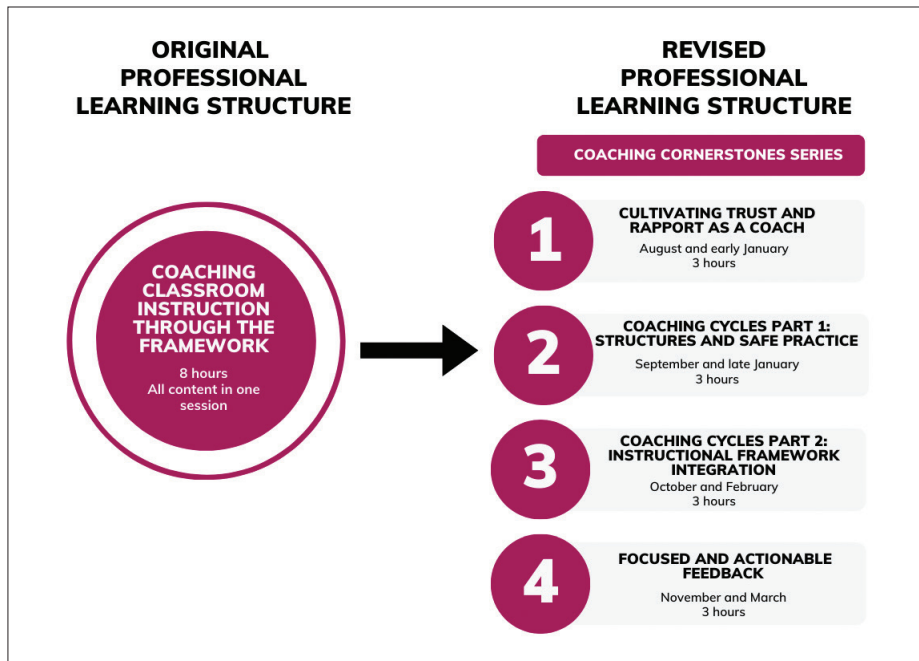 ORIGINAL
PROFESSIONAL
LEARNING STRUCTURE
COACHING
CLASSROOM
INSTRUCTION
THROUGH THE
FRAMEWORK
8 hours
All content in one
session
REVISED
PROFESSIONAL
LEARNING STRUCTURE
COACHING CORNERSTONES SERIES
1
CULTIVATING TRUST AND
RAPPORT AS A COACH
August and early January
3 hours
2
COACHING CYCLES PART 1:
STRUCTURES AND SAFE PRACTICE
September and late January
3 hours
3
COACHING CYCLES PART 2:
INSTRUCTIONAL FRAMEWORK
INTEGRATION
October and February
3 hours
4
FOCUSED AND ACTIONABLE
FEEDBACK
November and March
3 hours